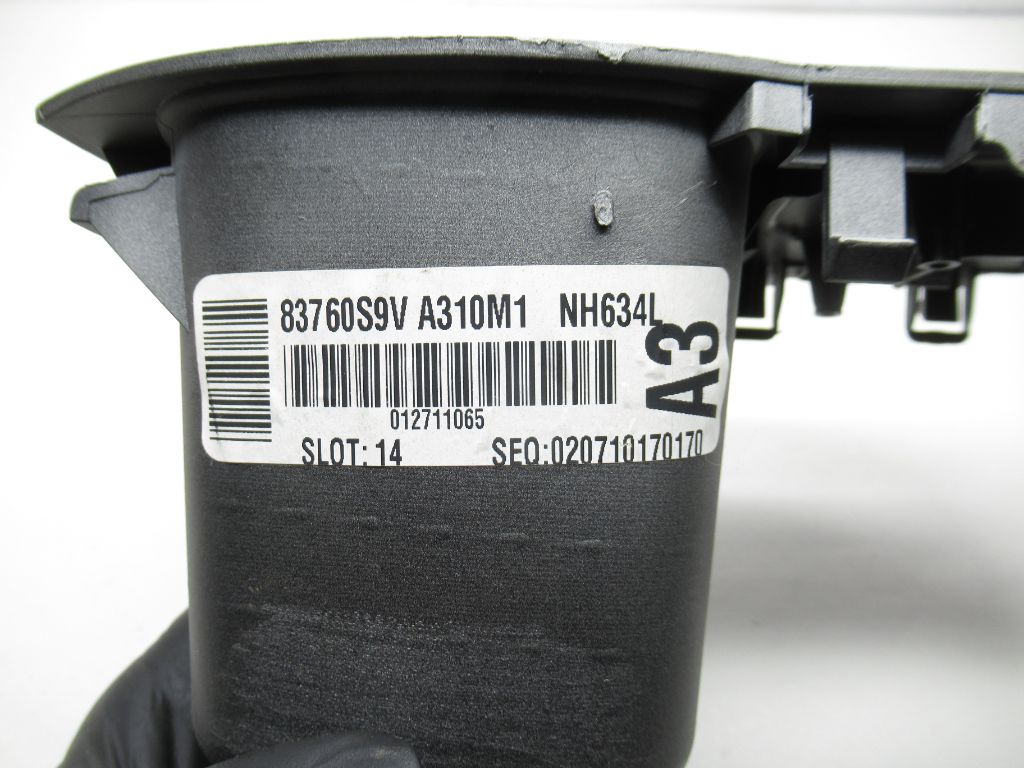 83760S9V A310M1 NH634L
A3
012711065
SLOT: 14 SEQ:020710170170